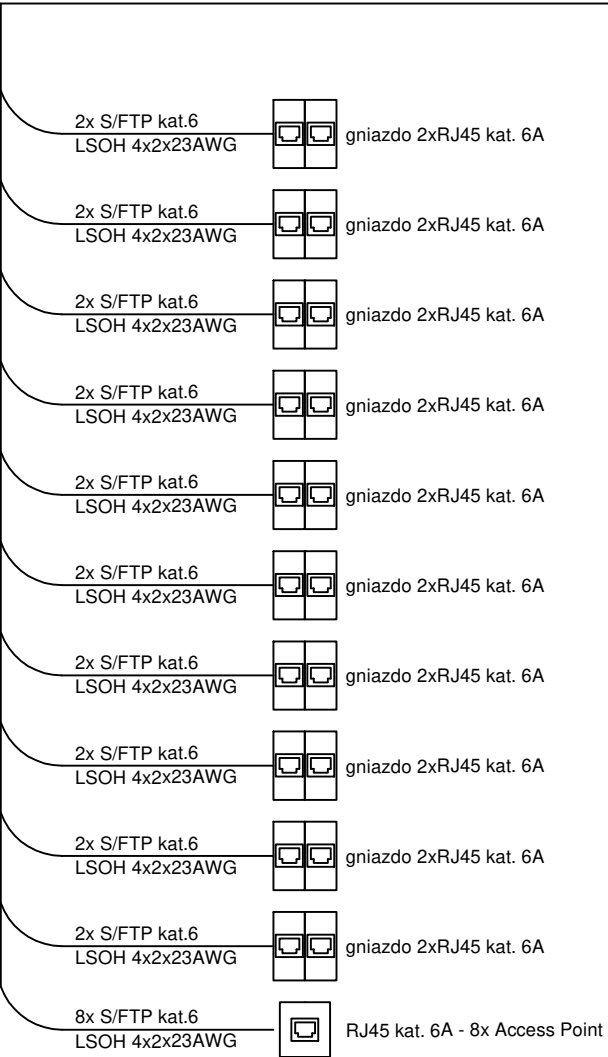 2x S/FTP kat.6
LSOH 4x2x23AWG
gniazdo 2xRJ45 kat. 6A
2x S/FTP kat.6
LSOH 4x2x23AWG
gniazdo 2xRJ45 kat. 6A
2x S/FTP kat.6
LSOH 4x2x23AWG
gniazdo 2xRJ45 kat. 6A
2x S/FTP kat.6
LSOH 4x2x23AWG
gniazdo 2xRJ45 kat. 6A
2x S/FTP kat.6
LSOH 4x2x23AWG
gniazdo 2xRJ45 kat. 6A
2x S/FTP kat.6
LSOH 4x2x23AWG
gniazdo 2xRJ45 kat. 6A
2x S/FTP kat.6
LSOH 4x2x23AWG
gniazdo 2xRJ45 kat. 6A
2x S/FTP kat.6
LSOH 4x2x23AWG
gniazdo 2xRJ45 kat. 6A
2x S/FTP kat.6
LSOH 4x2x23AWG
gniazdo 2xRJ45 kat. 6A
2x S/FTP kat.6
LSOH 4x2x23AWG
gniazdo 2xRJ45 kat. 6A
8x S/FTP kat.6
LSOH 4x2x23AWG
RJ45 kat. 6A - 8x Access Point